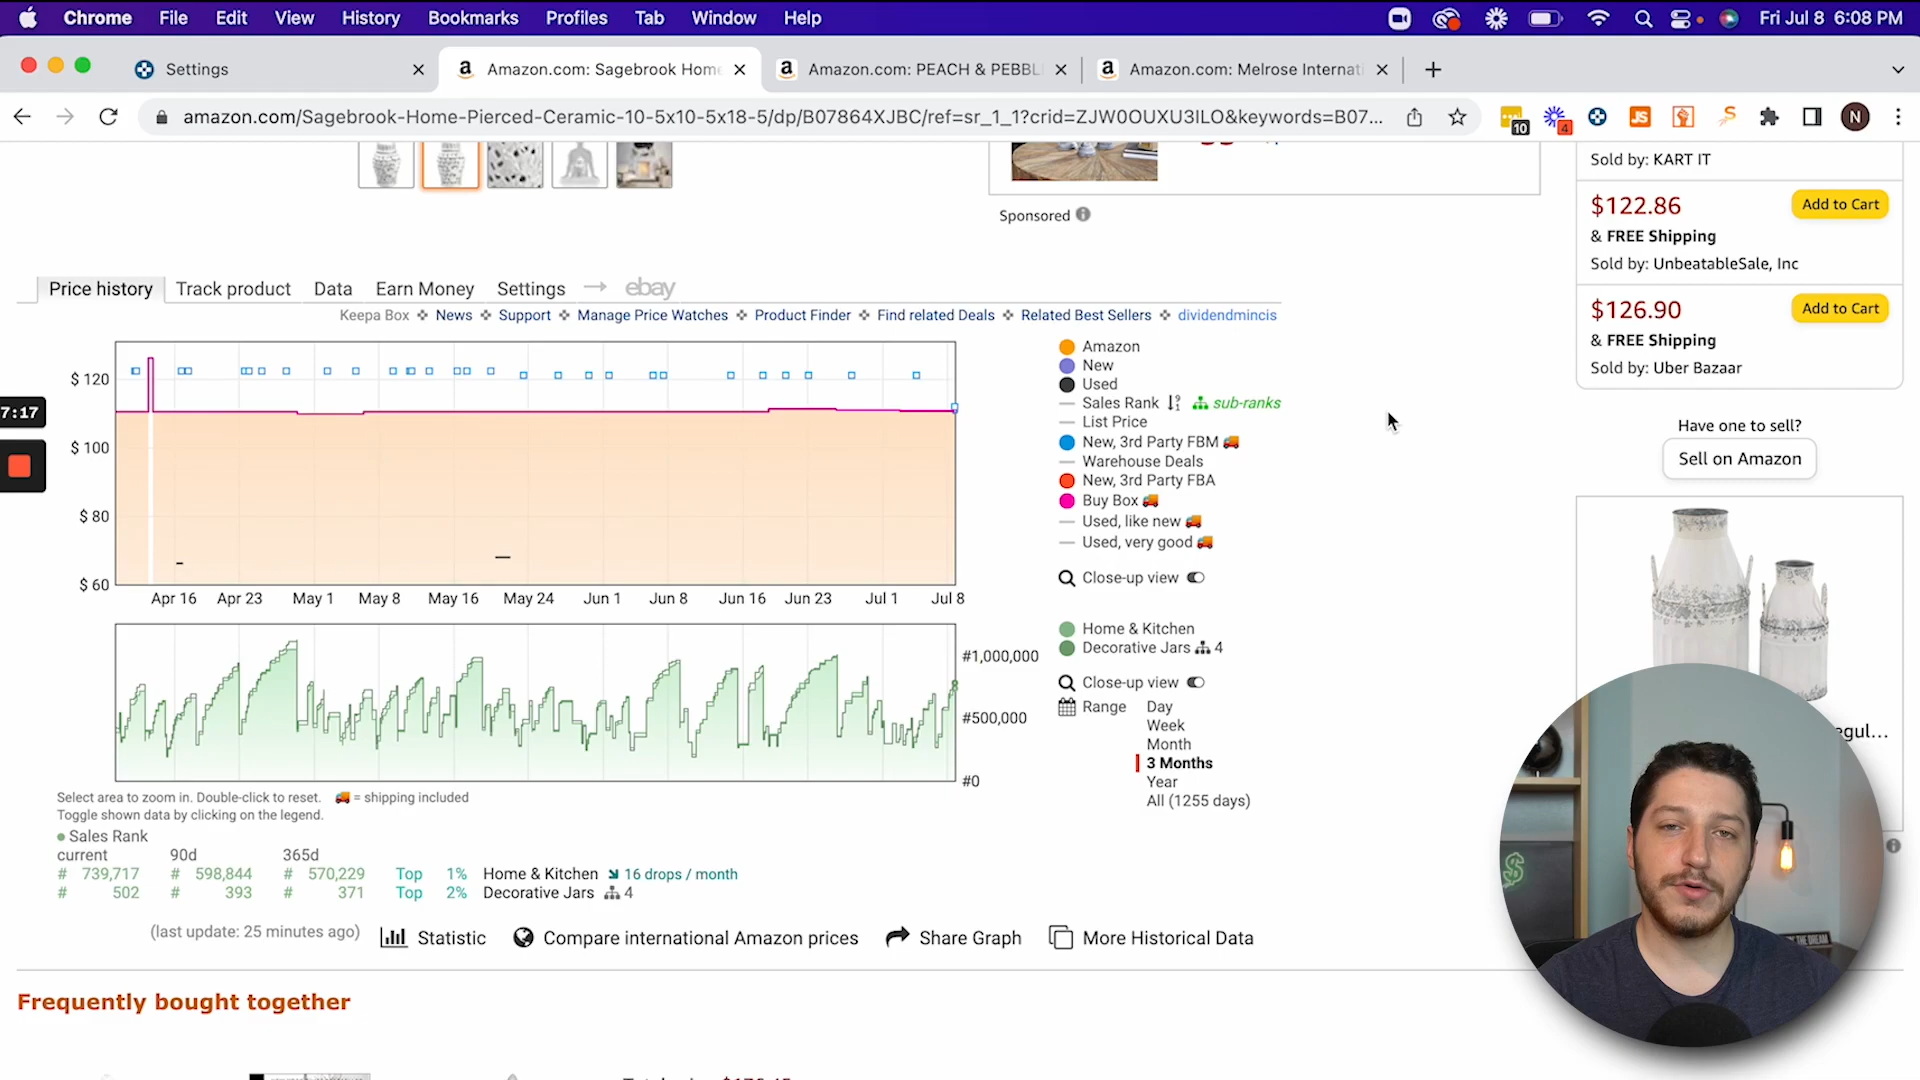 Chrome File Edit View History Bookmarks Profiles Tab Window Help Fri Jul 8 6:08 PM
Settings
Amazon.com: Sagebrook Home
Amazon.com: PEACH & PEBBL
Amazon.com: Melrose Internati
amazon.com/Sagebrook-Home-Pierced-Ceramic-10-5x10-5x18-5/dp/B07864XJBC/ref=sr_1_1?crid=ZJW0OUXU3ILO&keywords=B07...
10
4
JS
N
Sold by: KART IT
$122.86 Add to Cart
& FREE Shipping
Sold by: UnbeatableSale, Inc
$126.90 Add to Cart
& FREE Shipping
Sold by: Uber Bazaar
Have one to sell?
Sell on Amazon
Sponsored
Price history Track product Data Earn Money Settings → ebay
Keepa Box News Support Manage Price Watches Product Finder Find related Deals Related Best Sellers dividendmincis
$ 120
$ 100
$ 80
$ 60
Apr 16 Apr 23 May 1 May 8 May 16 May 24 Jun 1 Jun 8 Jun 16 Jun 23 Jul 1 Jul 8
7:17
Amazon
New
Used
Sales Rank sub-ranks
List Price
New, 3rd Party FBM
Warehouse Deals
New, 3rd Party FBA
Buy Box
Used, like new
Used, very good
Close-up view
#1,000,000
#500,000
#0
Home & Kitchen
Decorative Jars 4
Close-up view
Range Day
Week
Month
3 Months
Year
All (1255 days)
Select area to zoom in. Double-click to reset. = shipping included
Toggle shown data by clicking on the legend.
Sales Rank
current 90d 365d
# 739,717 # 598,844 # 570,229 Top 1% Home & Kitchen 16 drops / month
# 502 # 393 # 371 Top 2% Decorative Jars 4
(last update: 25 minutes ago) Statistic Compare international Amazon prices Share Graph More Historical Data
Frequently bought together
egul...
$